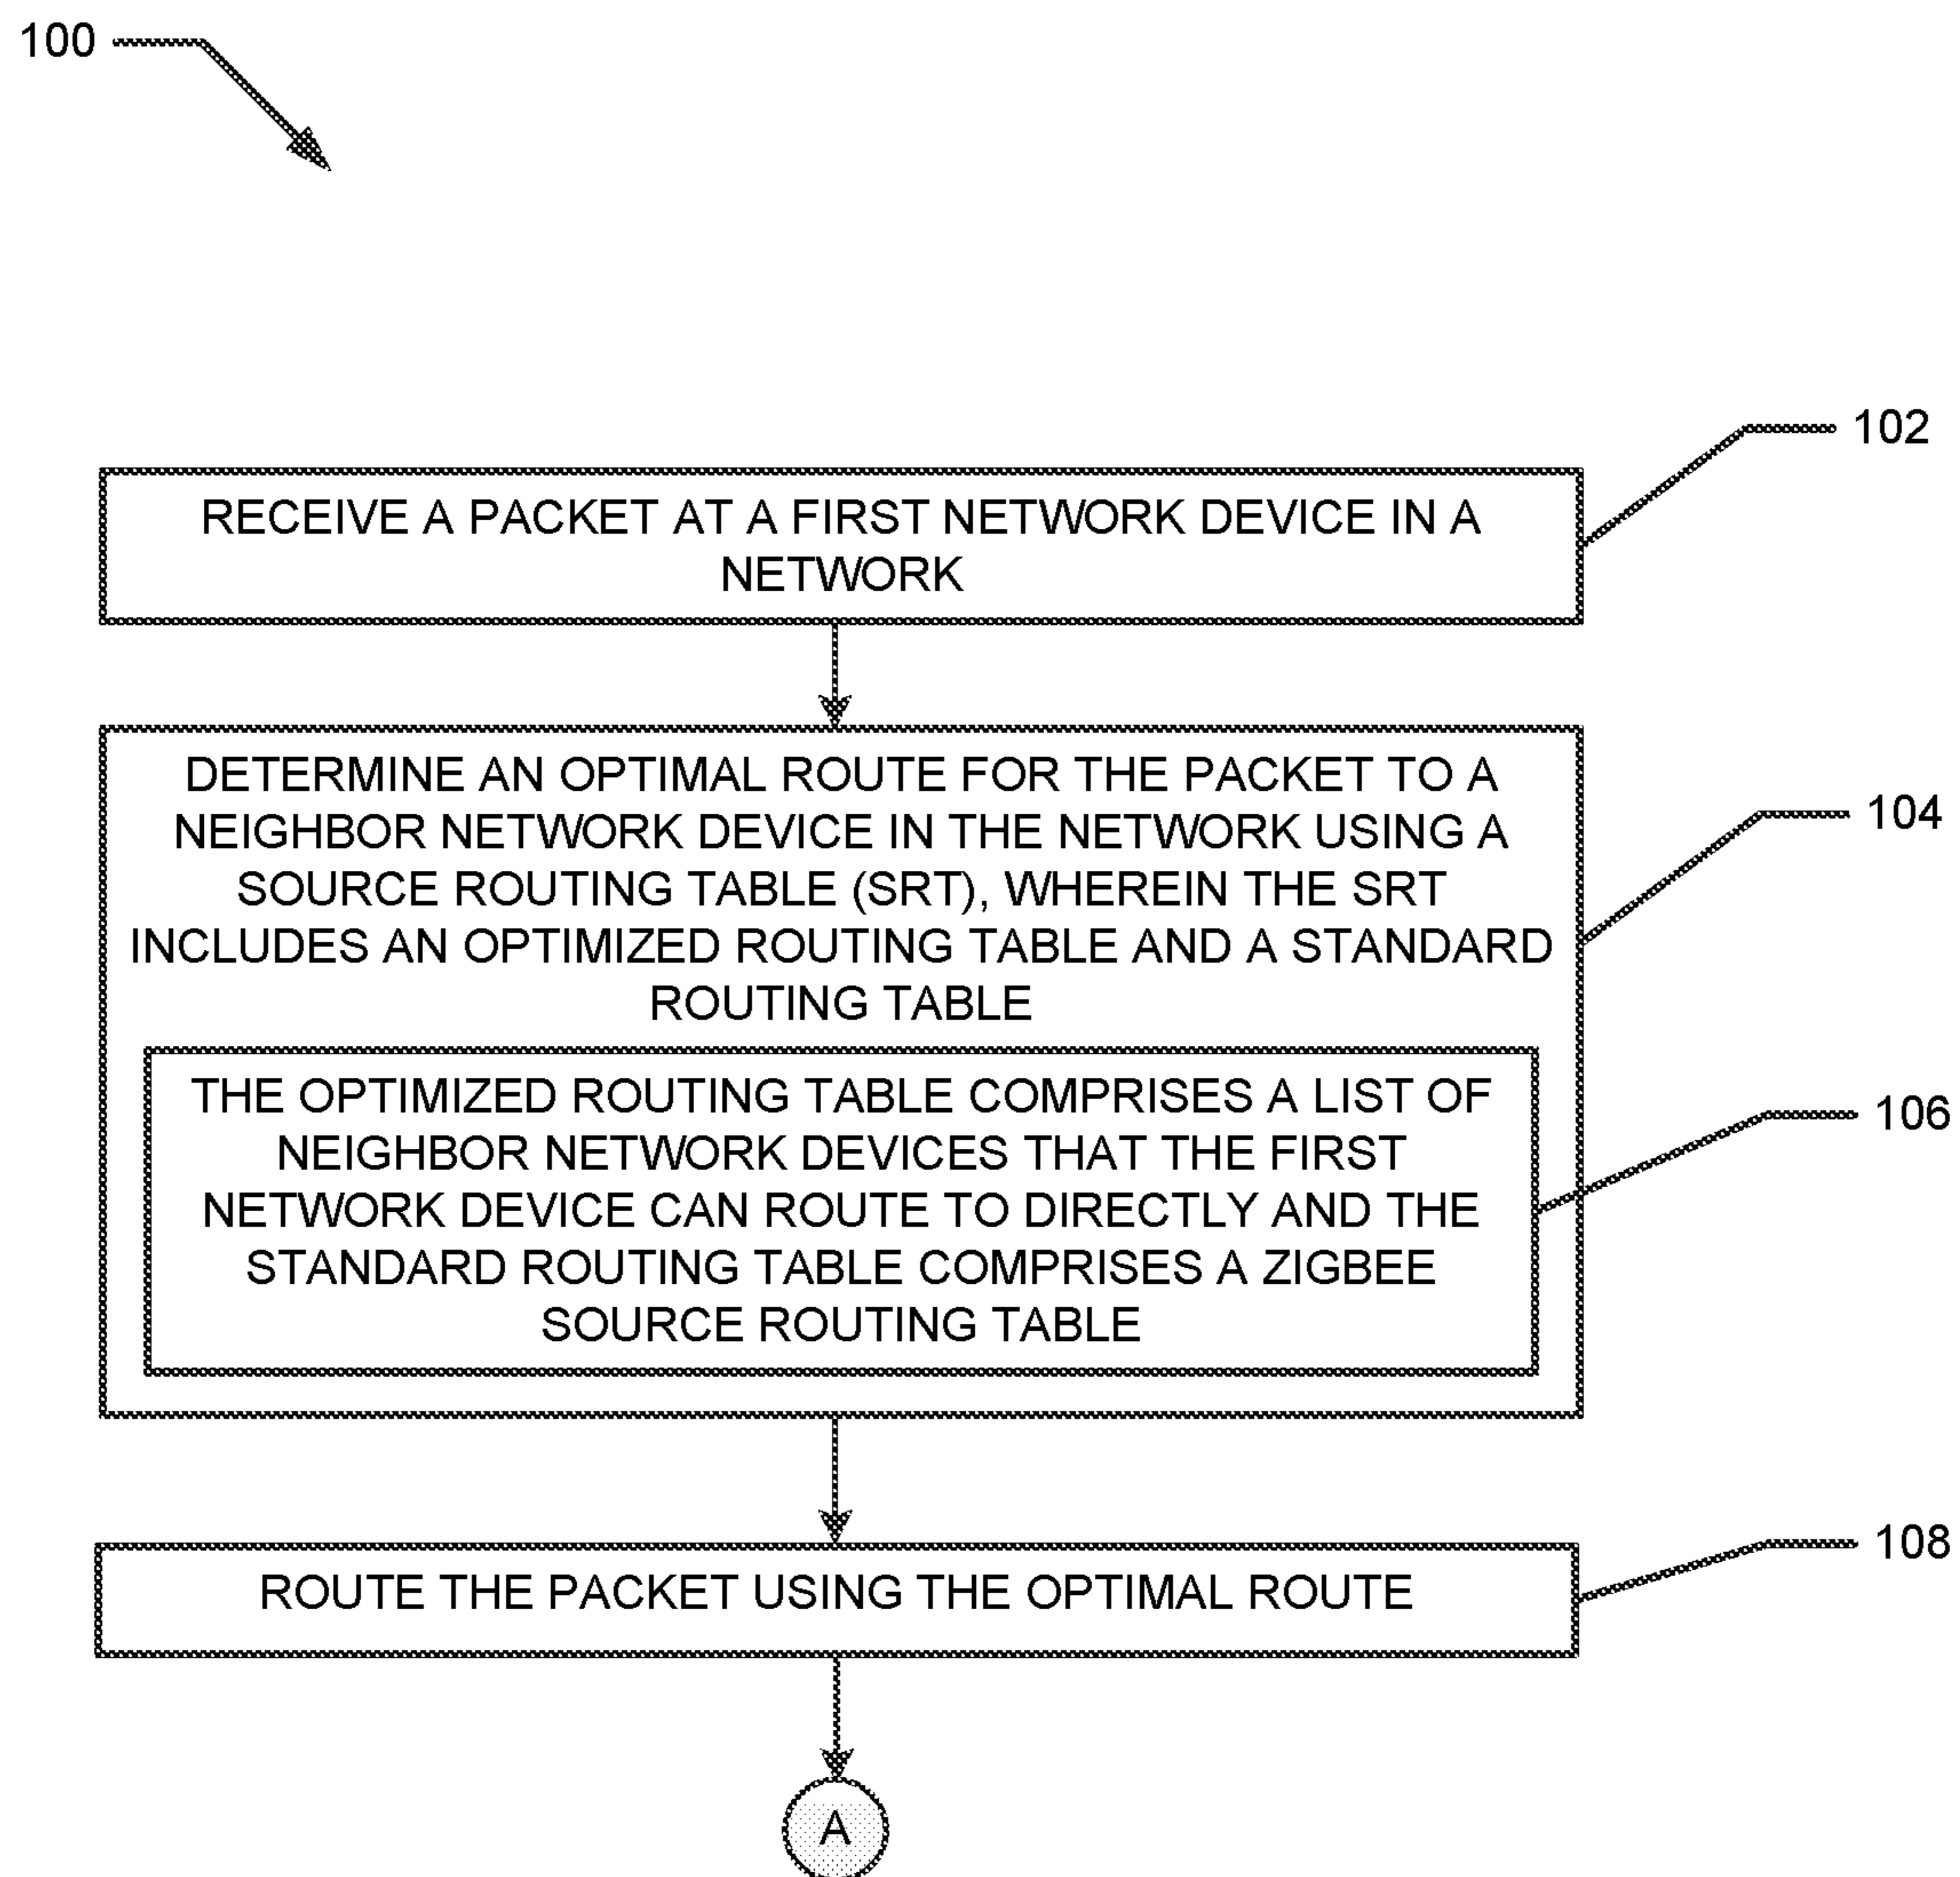 100
102
RECEIVE A PACKET AT A FIRST NETWORK DEVICE IN A
NETWORK
DETERMINE AN OPTIMAL ROUTE FOR THE PACKET TO A
NEIGHBOR NETWORK DEVICE IN THE NETWORK USING A
SOURCE ROUTING TABLE (SRT), WHEREIN THE SRT
INCLUDES AN OPTIMIZED ROUTING TABLE AND A STANDARD
ROUTING TABLE
104
THE OPTIMIZED ROUTING TABLE COMPRISES A LIST OF
NEIGHBOR NETWORK DEVICES THAT THE FIRST
NETWORK DEVICE CAN ROUTE TO DIRECTLY AND THE
STANDARD ROUTING TABLE COMPRISES A ZIGBEE
SOURCE ROUTING TABLE
106
ROUTE THE PACKET USING THE OPTIMAL ROUTE
108
A